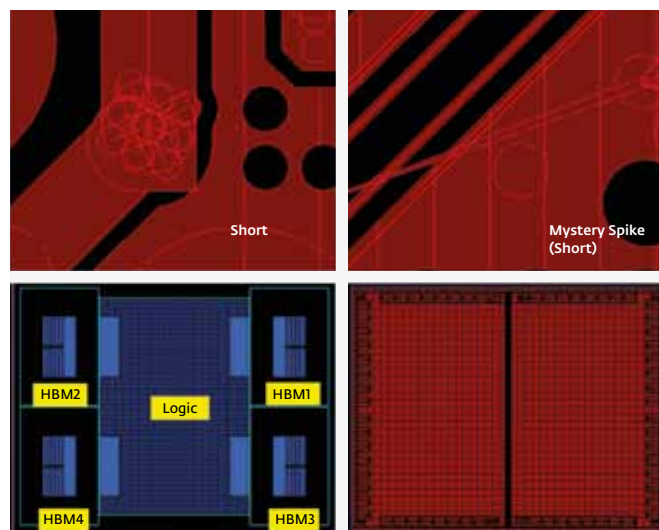 Short
Mystery Spike
(Short)
HBM2
HBM1
Logic
HBM4
HBM3